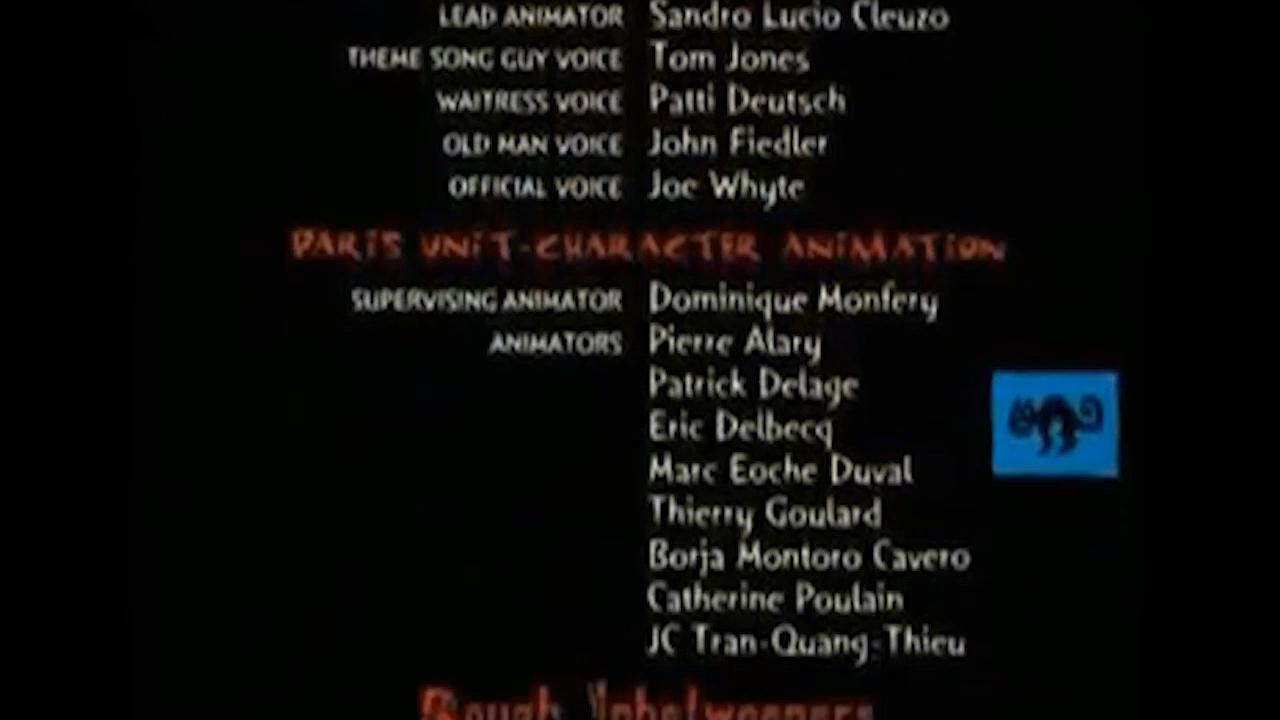 LEAD ANIMATOR Sandro Lucio Cleuzo
THEME SONG GUY VOICE Tom Jones
WAITRESS VOICE Patti Deutsch
OLD MAN VOICE John Fiedler
OFFICIAL VOICE Joe Whyte
PARiS UNiT-CHARACTER ANiMATiON
SUPERVISING ANIMATOR Dominique Monfery
ANIMATORS Pierre Alary
Patrick Delage
Eric Delbecq
Marc Eoche Duval
Thierry Goulard
Borja Montoro Cavero
Catherine Poulain
JC Tran-Quang-Thieu
Rough Inbetweeners